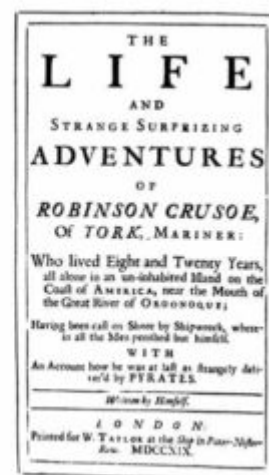 THE
LIFE
AND
STRANGE SURPRIZING
ADVENTURES
OF
ROBINSON CRUSOE,
Of YORK, MARINER:
Who lived Eight and Twenty Years,
all alone in an un-inhabited Island on the
Coast of AMERICA, near the Mouth of
the Great River of OROONOQUE;
Having been cast on Shore by Shipwreck, where-
in all the Men perished but himself.
WITH
An Account how he was at last as strangely deli-
ver'd by PYRATES.
Written by Himself.
LONDON:
Printed for W. TAYLOR at the Ship in Pater-Noster-
Row. MDCCXIX.